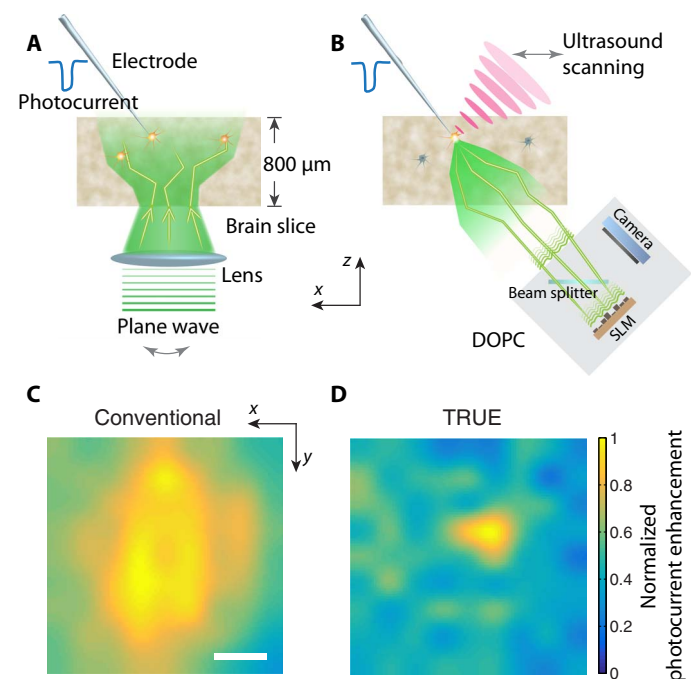 A
Electrode
Photocurrent
800 µm
Brain slice
Lens
x
z
Plane wave
B
Ultrasound
scanning
Camera
Beam splitter
SLM
DOPC
C
Conventional
x
y
D
TRUE
1
0.8
0.6
0.4
0.2
0
Normalized
photocurrent enhancement